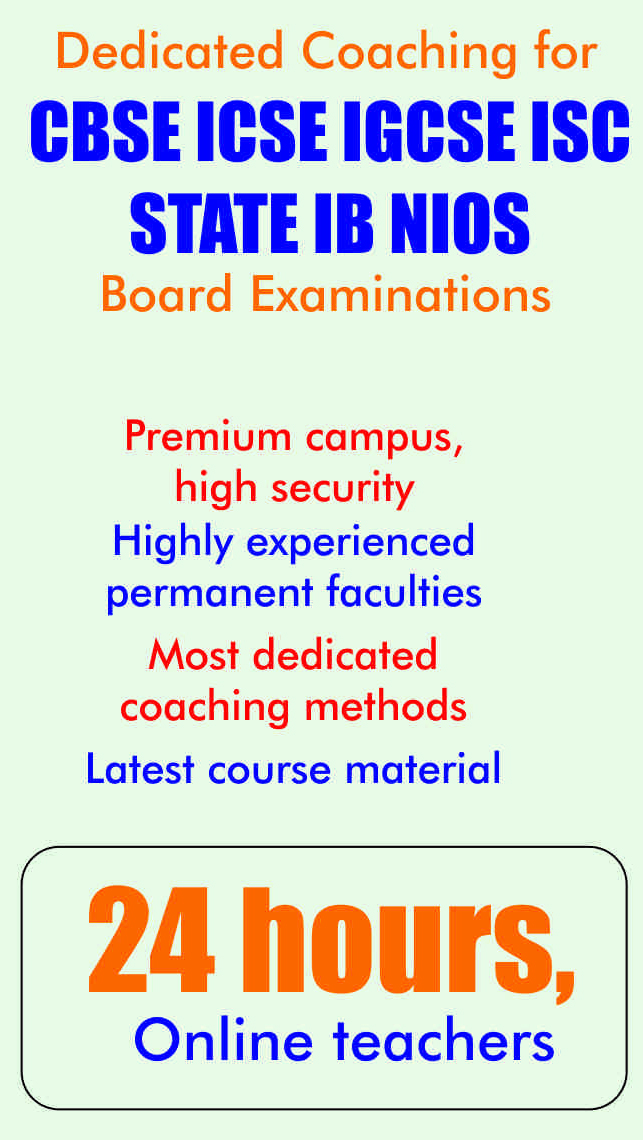 Dedicated Coaching for
CBSE ICSE IGCSE ISC
STATE IB NIOS
Board Examinations
Premium campus,
high security
Highly experienced
permanent faculties
Most dedicated
coaching methods
Latest course material
24 hours,
Online teachers